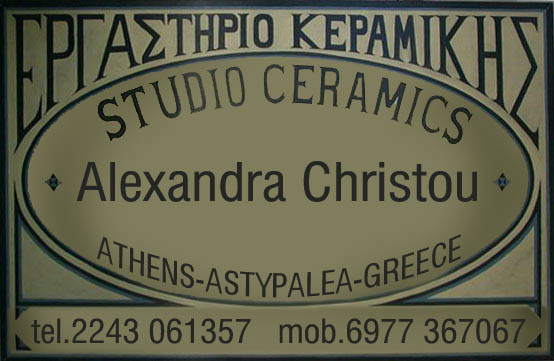 ΕΡΓΑΣΤΗΡΙΟ ΚΕΡΑΜΙΚΗΣ
STUDIO CERAMICS
Alexandra Christou
ATHENS-ASTYPALEA-GREECE
tel.2243 061357 mob.6977 367067